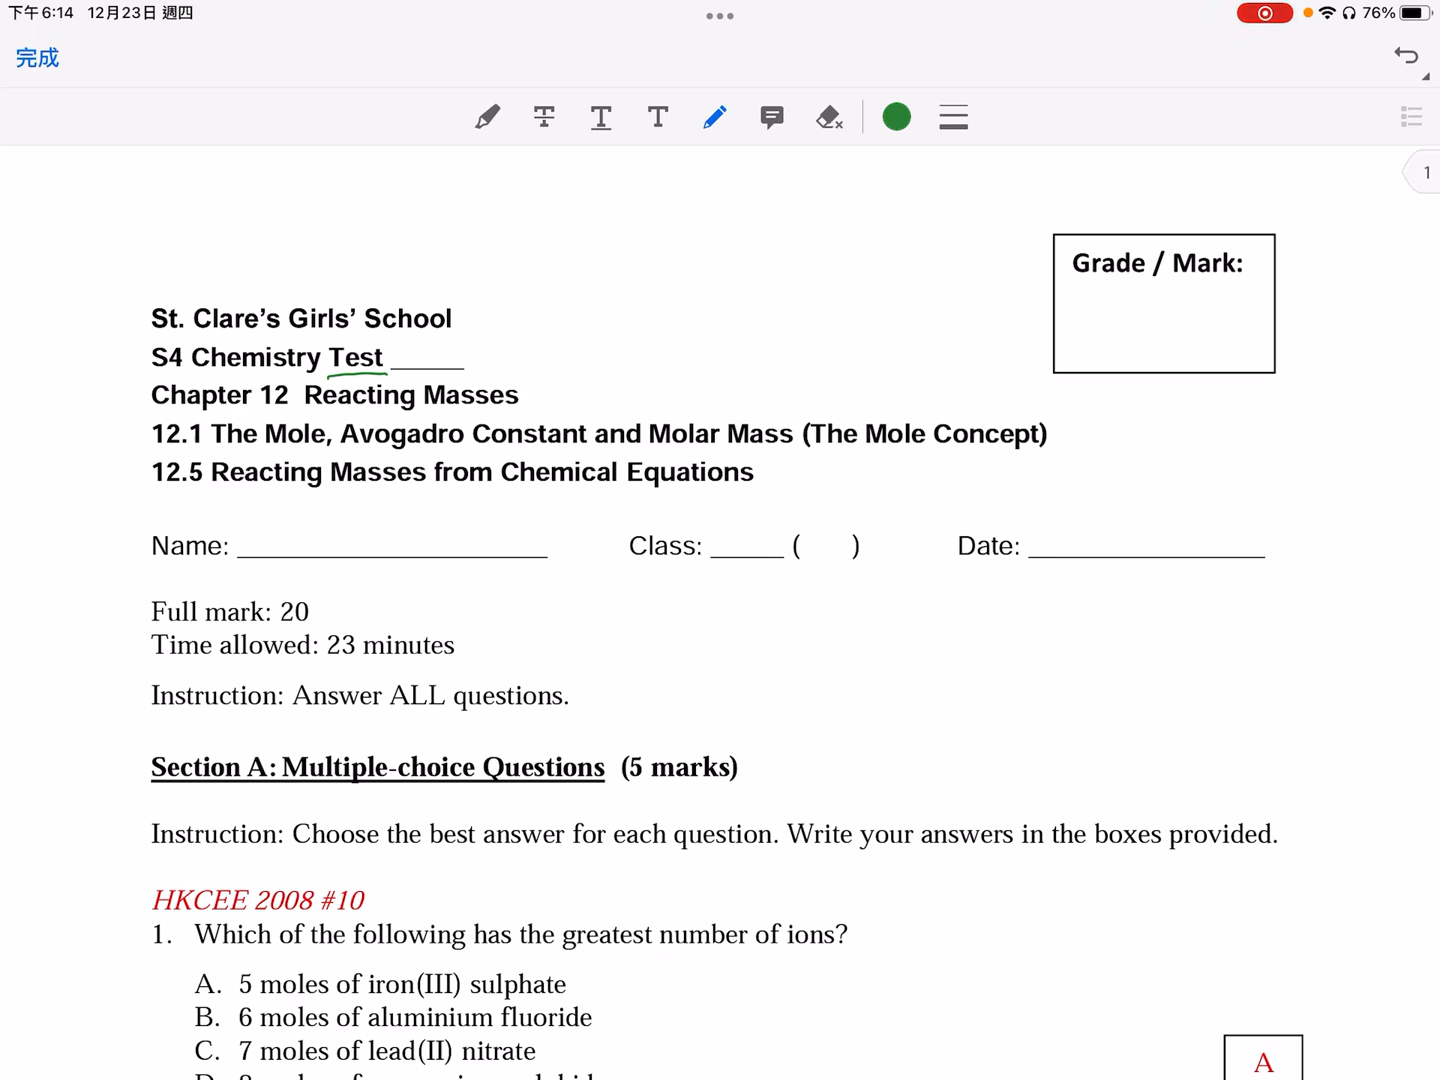 下午6:14 12月23日 週四
76%
完成
1
Grade / Mark:
St. Clare’s Girls’ School
S4 Chemistry Test ______
Chapter 12 Reacting Masses
12.1 The Mole, Avogadro Constant and Molar Mass (The Mole Concept)
12.5 Reacting Masses from Chemical Equations
Name: ______________________ Class: _____ ( ) Date: ________________
Full mark: 20
Time allowed: 23 minutes
Instruction: Answer ALL questions.
Section A: Multiple-choice Questions (5 marks)
Instruction: Choose the best answer for each question. Write your answers in the boxes provided.
HKCEE 2008 #10
1. Which of the following has the greatest number of ions?
A. 5 moles of iron(III) sulphate
B. 6 moles of aluminium fluoride
C. 7 moles of lead(II) nitrate
A